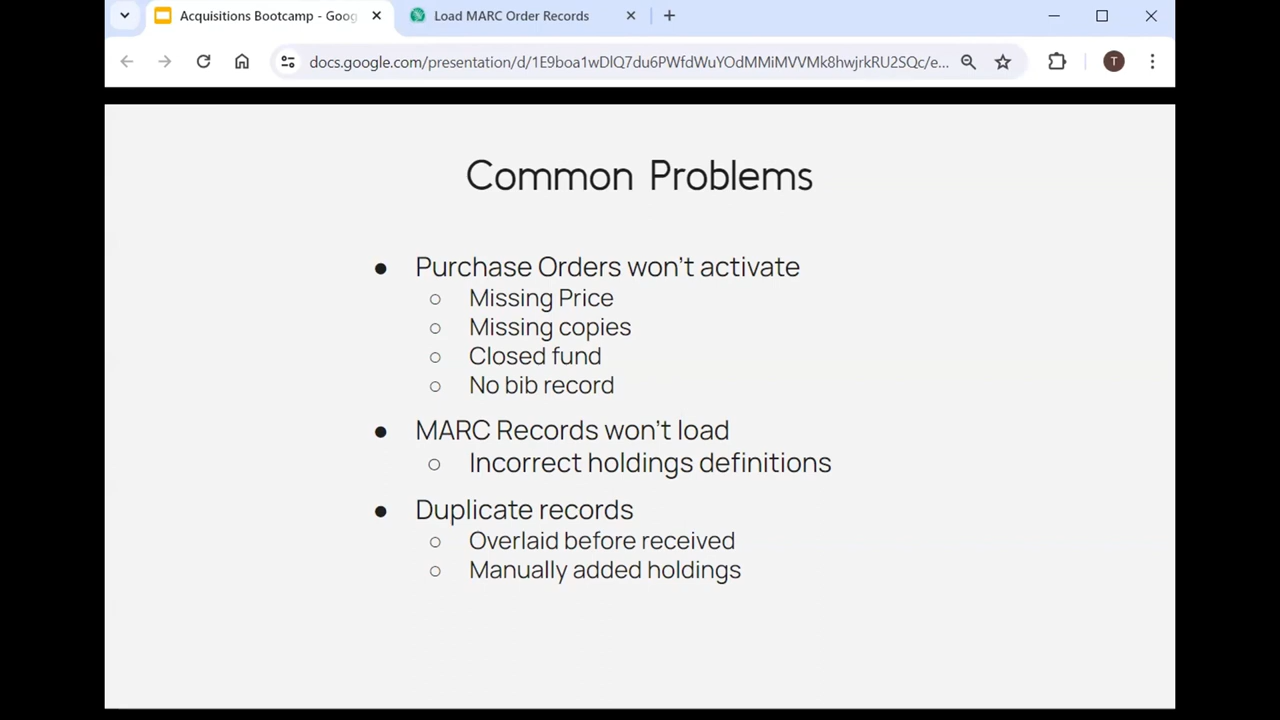 Acquisitions Bootcamp - Goog
Load MARC Order Records
docs.google.com/presentation/d/1E9boa1wDlQ7du6PWfdWuYOdMMiMVVMk8hwjrkRU2SQc/e...
T
Common Problems
● Purchase Orders won't activate
○ Missing Price
○ Missing copies
○ Closed fund
○ No bib record
● MARC Records won't load
○ Incorrect holdings definitions
● Duplicate records
○ Overlaid before received
○ Manually added holdings